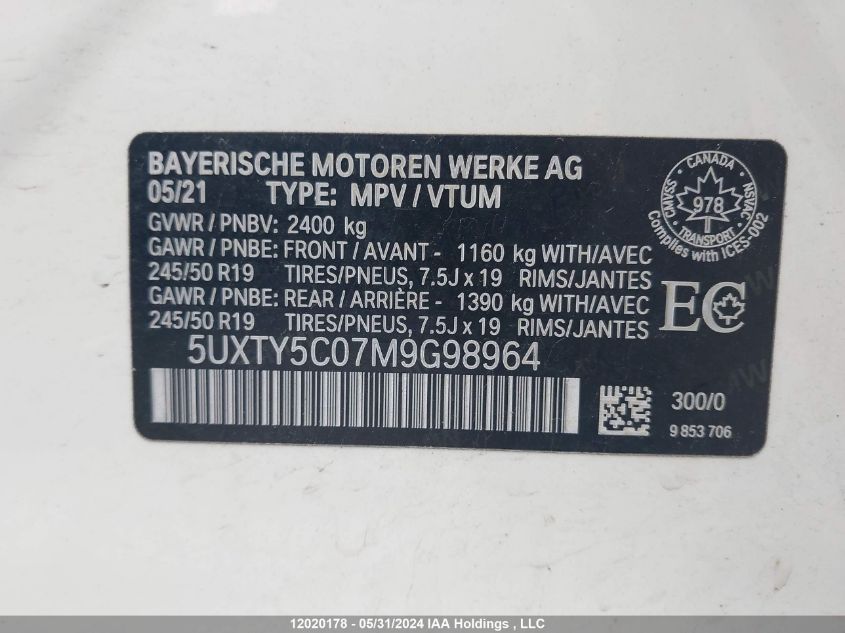 BAYERISCHE MOTOREN WERKE AG
05/21 TYPE: MPV / VTUM
GVWR / PNBV: 2400 kg
GAWR / PNBE: FRONT / AVANT - 1160 kg WITH/AVEC
245/50 R19 TIRES/PNEUS, 7.5J x 19 RIMS/JANTES
GAWR / PNBE: REAR / ARRIÈRE - 1390 kg WITH/AVEC
245/50 R19 TIRES/PNEUS, 7.5J x 19 RIMS/JANTES
5UXTY5C07M9G98964
CANADA
CMVSS 978 NSVAC
TRANSPORT
Complies with ICES-002
EC
300/0
9 853 706
12020178 - 05/31/2024 IAA Holdings , LLC